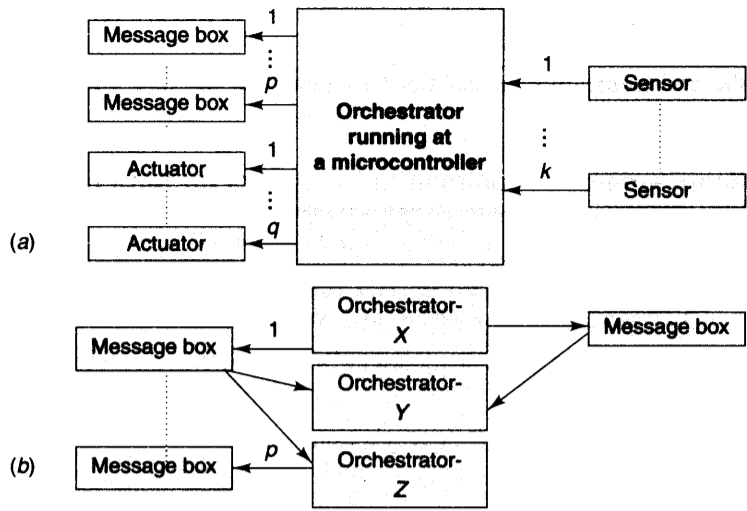 Message box
1
Message box
p
Actuator
1
Actuator
q
Orchestrator
running at
a microcontroller
1
Sensor
k
Sensor
(a)
Message box
1
Orchestrator-
X
Message box
Orchestrator-
Y
Message box
p
Orchestrator-
Z
(b)